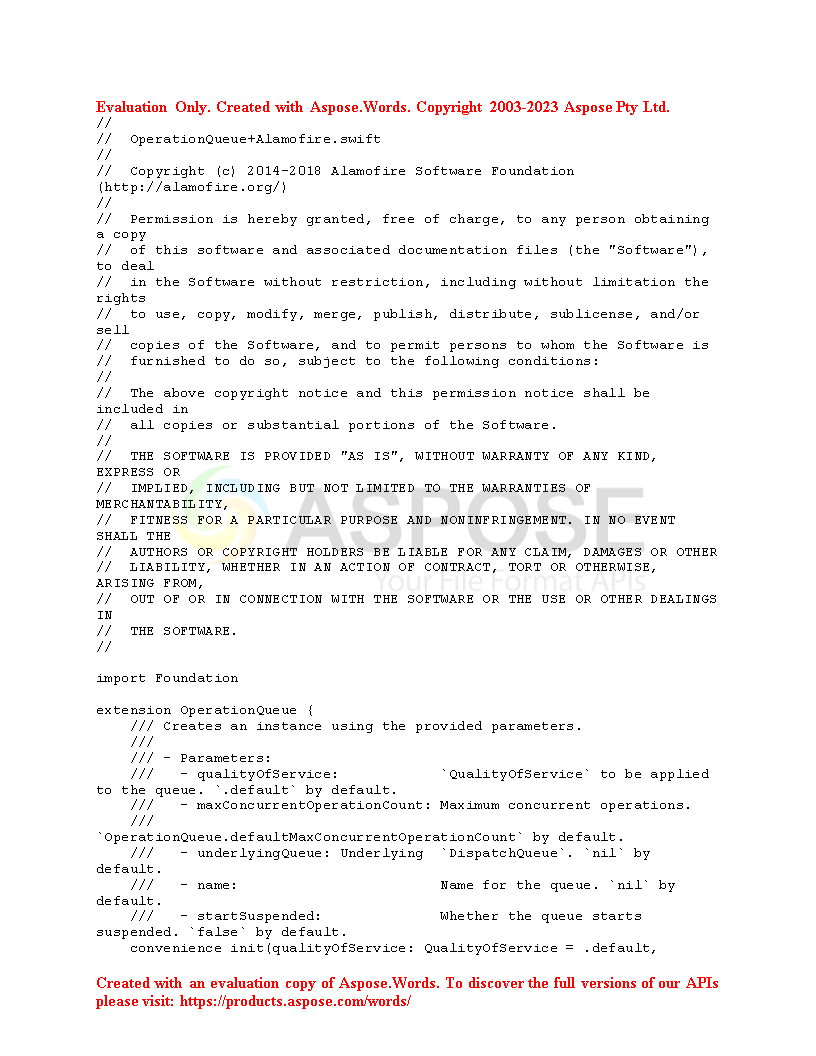 Evaluation Only. Created with Aspose.Words. Copyright 2003-2023 Aspose Pty Ltd.
//
//  OperationQueue+Alamofire.swift
//
//  Copyright (c) 2014-2018 Alamofire Software Foundation
(http://alamofire.org/)
//
//  Permission is hereby granted, free of charge, to any person obtaining
a copy
//  of this software and associated documentation files (the "Software"),
to deal
//  in the Software without restriction, including without limitation the
rights
//  to use, copy, modify, merge, publish, distribute, sublicense, and/or
sell
//  copies of the Software, and to permit persons to whom the Software is
//  furnished to do so, subject to the following conditions:
//
//  The above copyright notice and this permission notice shall be
included in
//  all copies or substantial portions of the Software.
//
//  THE SOFTWARE IS PROVIDED "AS IS", WITHOUT WARRANTY OF ANY KIND,
EXPRESS OR
//  IMPLIED, INCLUDING BUT NOT LIMITED TO THE WARRANTIES OF
MERCHANTABILITY,
//  FITNESS FOR A PARTICULAR PURPOSE AND NONINFRINGEMENT. IN NO EVENT
SHALL THE
//  AUTHORS OR COPYRIGHT HOLDERS BE LIABLE FOR ANY CLAIM, DAMAGES OR OTHER
//  LIABILITY, WHETHER IN AN ACTION OF CONTRACT, TORT OR OTHERWISE,
ARISING FROM,
//  OUT OF OR IN CONNECTION WITH THE SOFTWARE OR THE USE OR OTHER DEALINGS
IN
//  THE SOFTWARE.
//
ASPOSE
Your File Format APIs

import Foundation

extension OperationQueue {
    /// Creates an instance using the provided parameters.
    ///
    /// - Parameters:
    ///   - qualityOfService:            `QualityOfService` to be applied
to the queue. `.default` by default.
    ///   - maxConcurrentOperationCount: Maximum concurrent operations.
    ///
`OperationQueue.defaultMaxConcurrentOperationCount` by default.
    ///   - underlyingQueue: Underlying  `DispatchQueue`. `nil` by
default.
    ///   - name:                        Name for the queue. `nil` by
default.
    ///   - startSuspended:              Whether the queue starts
suspended. `false` by default.
    convenience init(qualityOfService: QualityOfService = .default,

Created with an evaluation copy of Aspose.Words. To discover the full versions of our APIs
please visit: https://products.aspose.com/words/